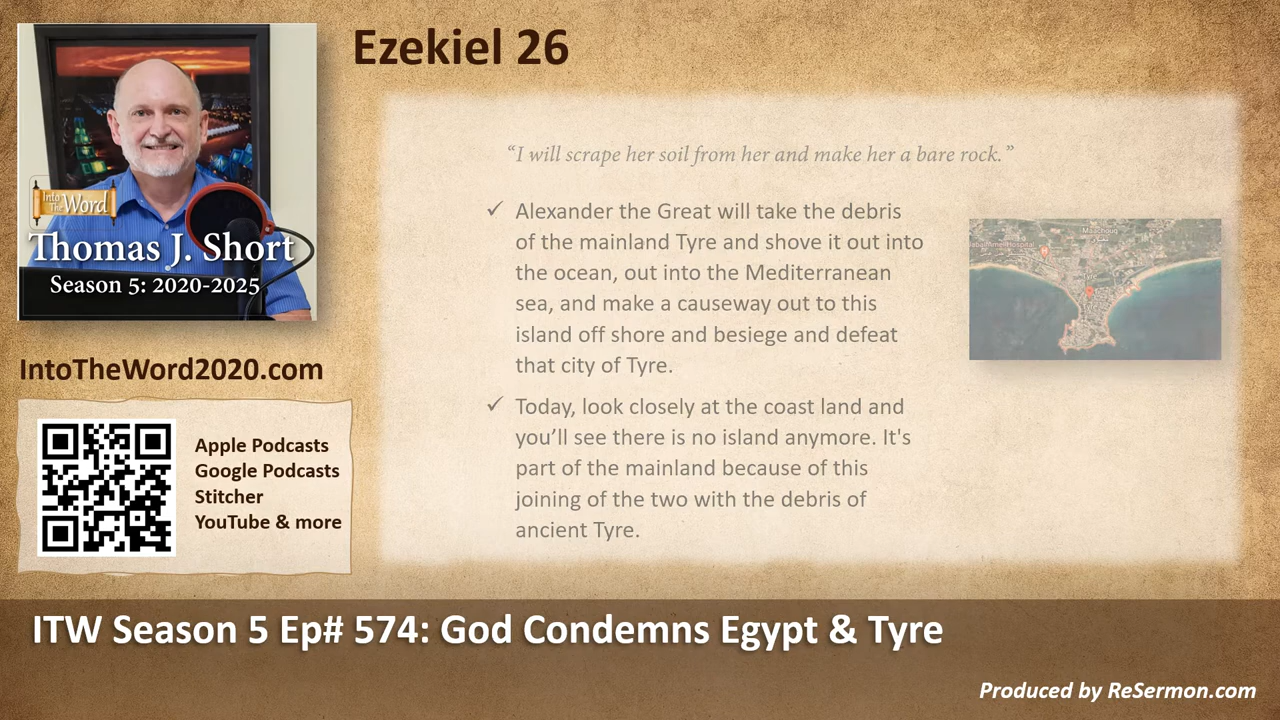 Ezekiel 26
“I will scrape her soil from her and make her a bare rock.”
✓ Alexander the Great will take the debris
of the mainland Tyre and shove it out into
the ocean, out into the Mediterranean
sea, and make a causeway out to this
island off shore and besiege and defeat
that city of Tyre.
✓ Today, look closely at the coast land and
you’ll see there is no island anymore. It's
part of the mainland because of this
joining of the two with the debris of
ancient Tyre.
Maachouq
Hospital
Into
The Word
Thomas J. Short
Season 5: 2020-2025
IntoTheWord2020.com
Apple Podcasts
Google Podcasts
Stitcher
YouTube & more
ITW Season 5 Ep# 574: God Condemns Egypt & Tyre
Produced by ReSermon.com